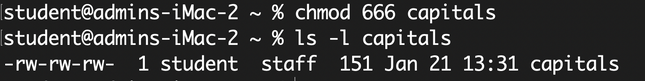 student@admins-iMac-2 ~ % chmod 666 capitals
student@admins-iMac-2 ~ % ls -l capitals
-rw-rw-rw-  1 student  staff  151 Jan 21 13:31 capitals